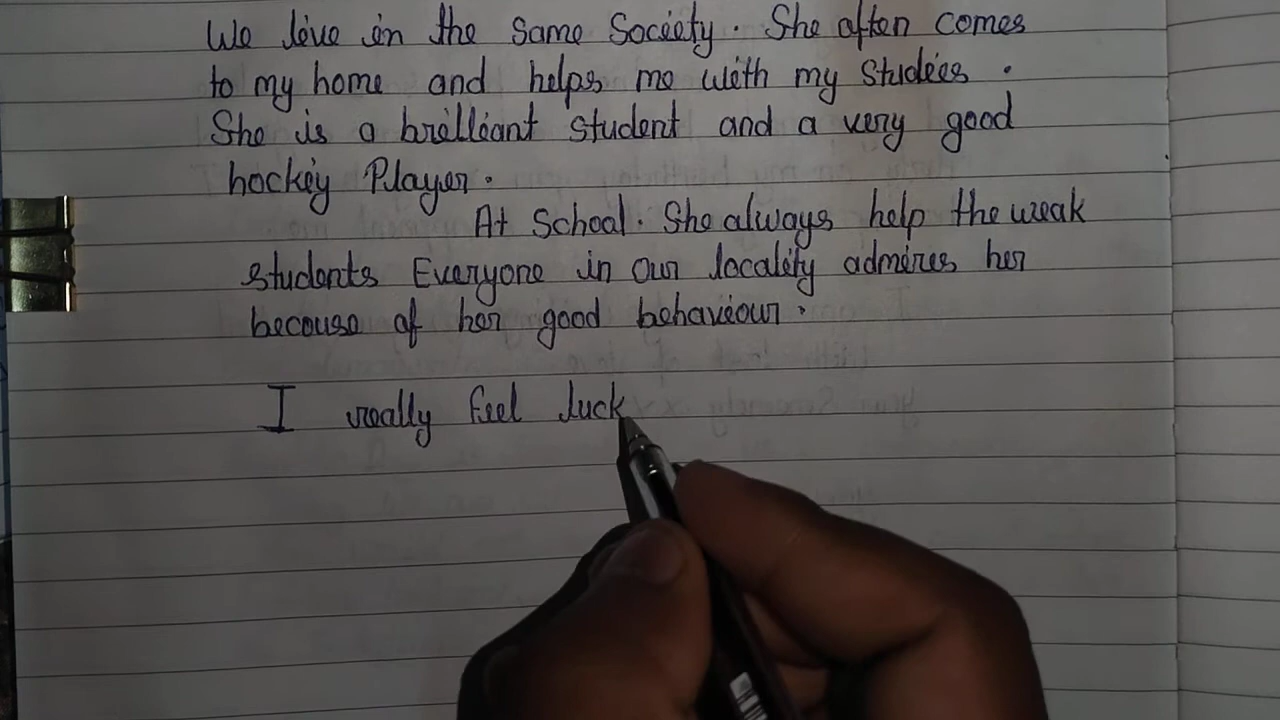 We live in the same Society. She often comes
to my home and helps me with my studies.
She is a brilliant student and a very good
hockey Player.
At School. She always help the weak
students Everyone in our locality admires her
becouse of her good behaviour.
I really feel luck